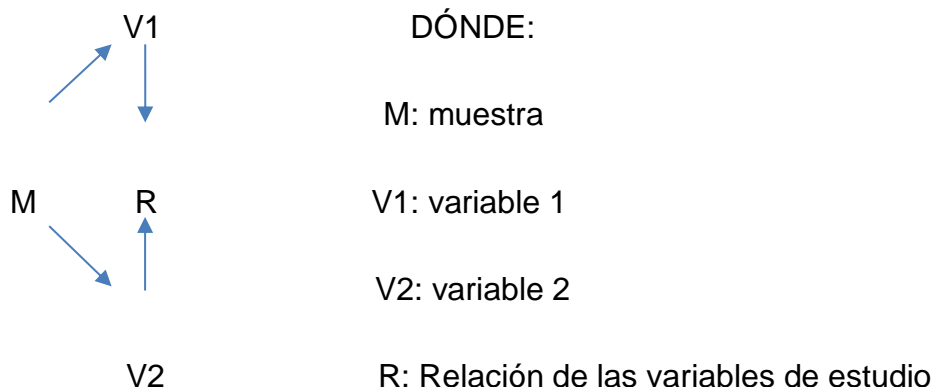 V1 DÓNDE:
M: muestra
M R V1: variable 1
V2: variable 2
V2 R: Relación de las variables de estudio